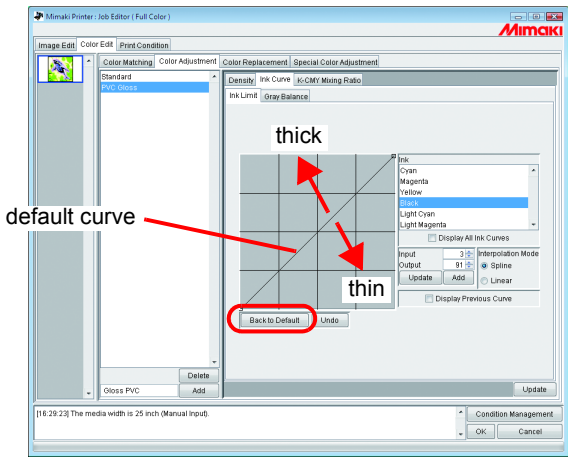 Mimaki Printer : Job Editor ( Full Color )
Mimaki
Image Edit Color Edit Print Condition
Color Matching Color Adjustment Color Replacement Special Color Adjustment
Standard
PVC Gloss
Density Ink Curve K-CMY Mixing Ratio
Ink Limit Gray Balance
thick
default curve
thin
Ink
Cyan
Magenta
Yellow
Black
Light Cyan
Light Magenta
Display All Ink Curves
Input 3
Output 91
Update Add
Interpolation Mode
Spline
Linear
Display Previous Curve
Back to Default Undo
Delete
Gloss PVC Add
Update
[16:29:23] The media width is 25 inch (Manual Input).
Condition Management
OK Cancel